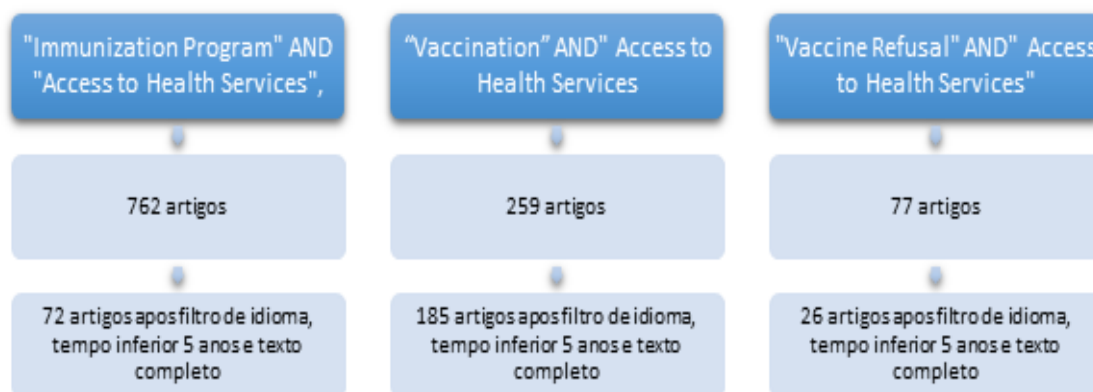 "Immunization Program" AND
"Access to Health Services",
762 artigos
72 artigos apos filtro de idioma,
tempo inferior 5 anos e texto
completo
“Vaccination” AND" Access to
Health Services
259 artigos
185 artigos apos filtro de idioma,
tempo inferior 5 anos e texto
completo
"Vaccine Refusal" AND" Access
to Health Services"
77 artigos
26 artigos apos filtro de idioma,
tempo inferior 5 anos e texto
completo